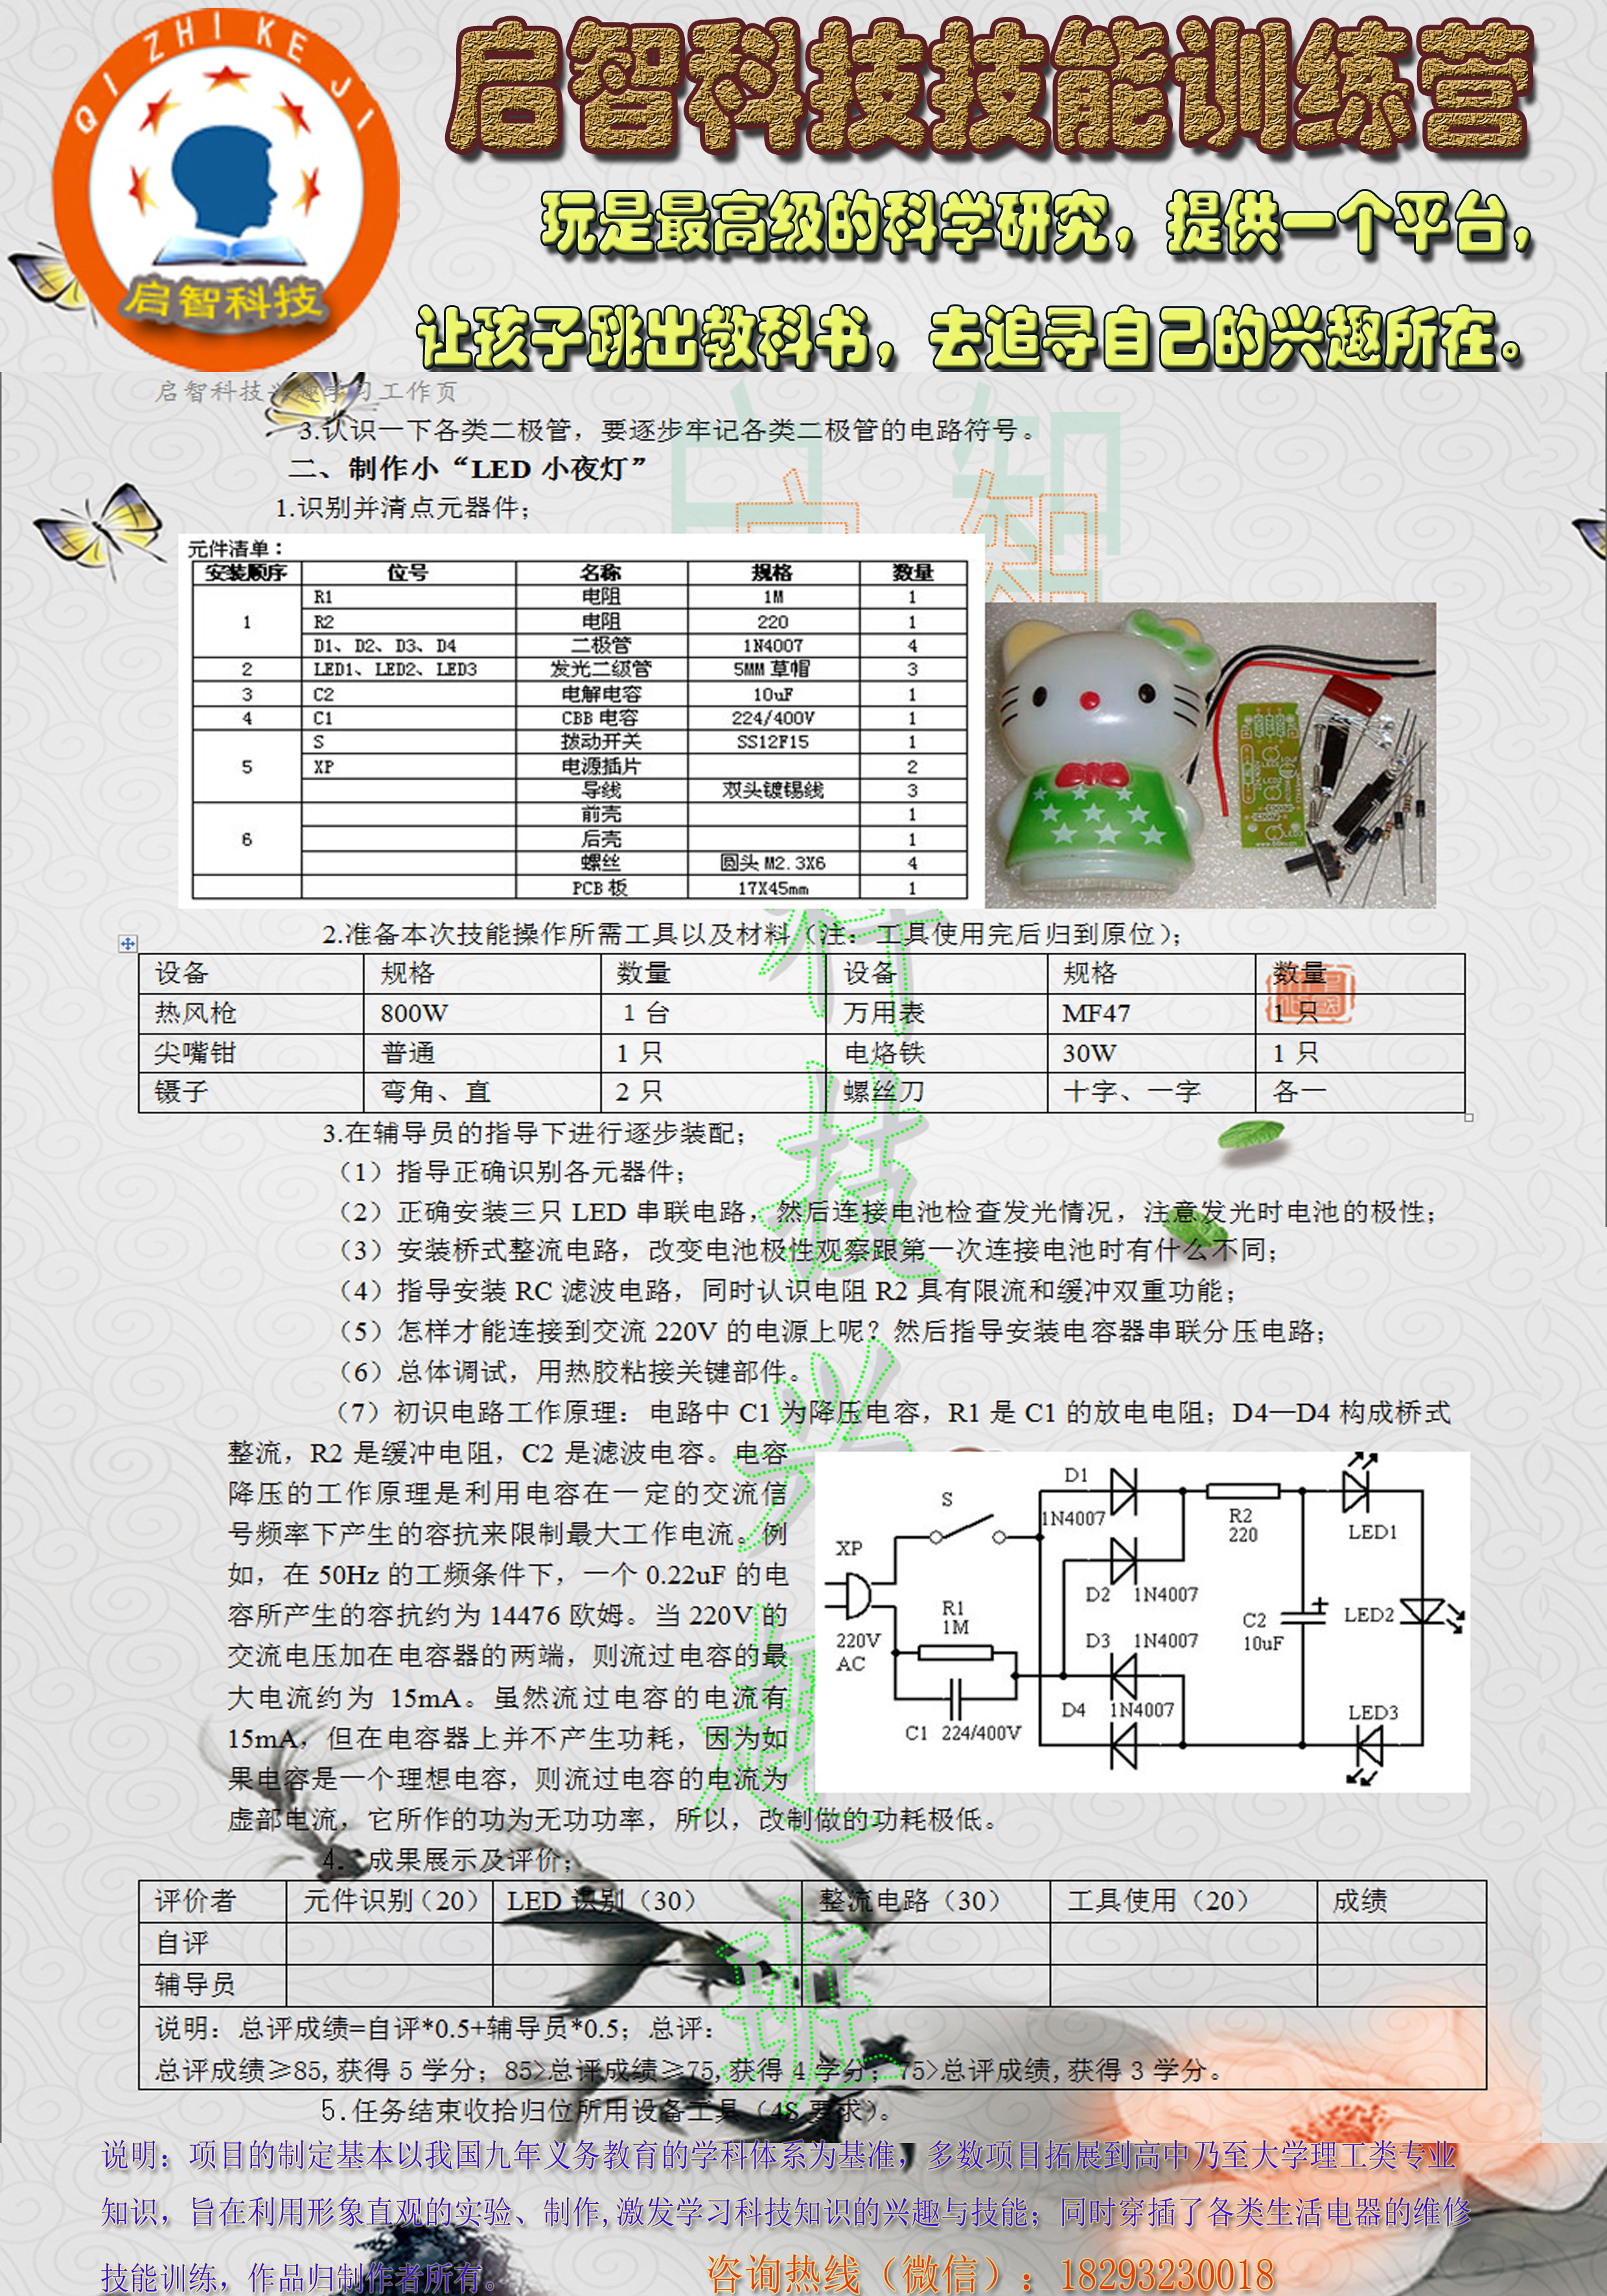 QI ZHI KE JI
启智科技
启智科技技能训练营
玩是最高级的科学研究，提供一个平台，
让孩子跳出教科书，去追寻自己的兴趣所在。
启智科技兴趣学习工作页
3.认识一下各类二极管，要逐步牢记各类二极管的电路符号。
二、制作小“LED 小夜灯”
1.识别并清点元器件；
元件清单：
安装顺序 位号 名称 规格 数量
1 R1 电阻 1M 1
R2 电阻 220 1
D1、D2、D3、D4 二极管 1N4007 4
2 LED1、LED2、LED3 发光二级管 5MM 草帽 3
3 C2 电解电容 10uF 1
4 C1 CBB 电容 224/400V 1
5 S 拨动开关 SS12F15 1
XP 电源插片 2
导线 双头镀锡线 3
6 前壳 1
后壳 1
螺丝 圆头 M2.3X6 4
PCB 板 17X45mm 1
2.准备本次技能操作所需工具以及材料（注：工具使用完后归到原位）；
设备 规格 数量 设备 规格 数量
热风枪 800W 1 台 万用表 MF47 1 只
尖嘴钳 普通 1 只 电烙铁 30W 1 只
镊子 弯角、直 2 只 螺丝刀 十字、一字 各一
3.在辅导员的指导下进行逐步装配；
（1）指导正确识别各元器件；
（2）正确安装三只 LED 串联电路，然后连接电池检查发光情况，注意发光时电池的极性；
（3）安装桥式整流电路，改变电池极性观察跟第一次连接电池时有什么不同；
（4）指导安装 RC 滤波电路，同时认识电阻 R2 具有限流和缓冲双重功能；
（5）怎样才能连接到交流 220V 的电源上呢？然后指导安装电容器串联分压电路；
（6）总体调试，用热胶粘接关键部件。
（7）初识电路工作原理：电路中 C1 为降压电容，R1 是 C1 的放电电阻；D4—D4 构成桥式
整流，R2 是缓冲电阻，C2 是滤波电容。电容
降压的工作原理是利用电容在一定的交流信
号频率下产生的容抗来限制最大工作电流。例
如，在 50Hz 的工频条件下，一个 0.22uF 的电
容所产生的容抗约为 14476 欧姆。当 220V 的
交流电压加在电容器的两端，则流过电容的最
大电流约为 15mA。虽然流过电容的电流有
15mA，但在电容器上并不产生功耗，因为如
果电容是一个理想电容，则流过电容的电流为
虚部电流，它所作的功为无功功率，所以，改制做的功耗极低。
XP
220V
AC
S
R1
1M
C1 224/400V
D1
1N4007
D2 1N4007
D3 1N4007
D4 1N4007
R2
220
C2
10uF
+
LED1
LED2
LED3
4. 成果展示及评价；
评价者 元件识别（20） LED 识别（30） 整流电路（30） 工具使用（20） 成绩
自评
辅导员
说明：总评成绩=自评*0.5+辅导员*0.5；总评：
总评成绩≥85,获得 5 学分；85>总评成绩≥75,获得 4 学分；75>总评成绩,获得 3 学分。
5.任务结束收拾归位所用设备工具（4S 要求）。
说明：项目的制定基本以我国九年义务教育的学科体系为基准，多数项目拓展到高中乃至大学理工类专业
知识，旨在利用形象直观的实验、制作,激发学习科技知识的兴趣与技能；同时穿插了各类生活电器的维修
技能训练，作品归制作者所有。
咨询热线（微信）：18293230018
启智科技兴趣班